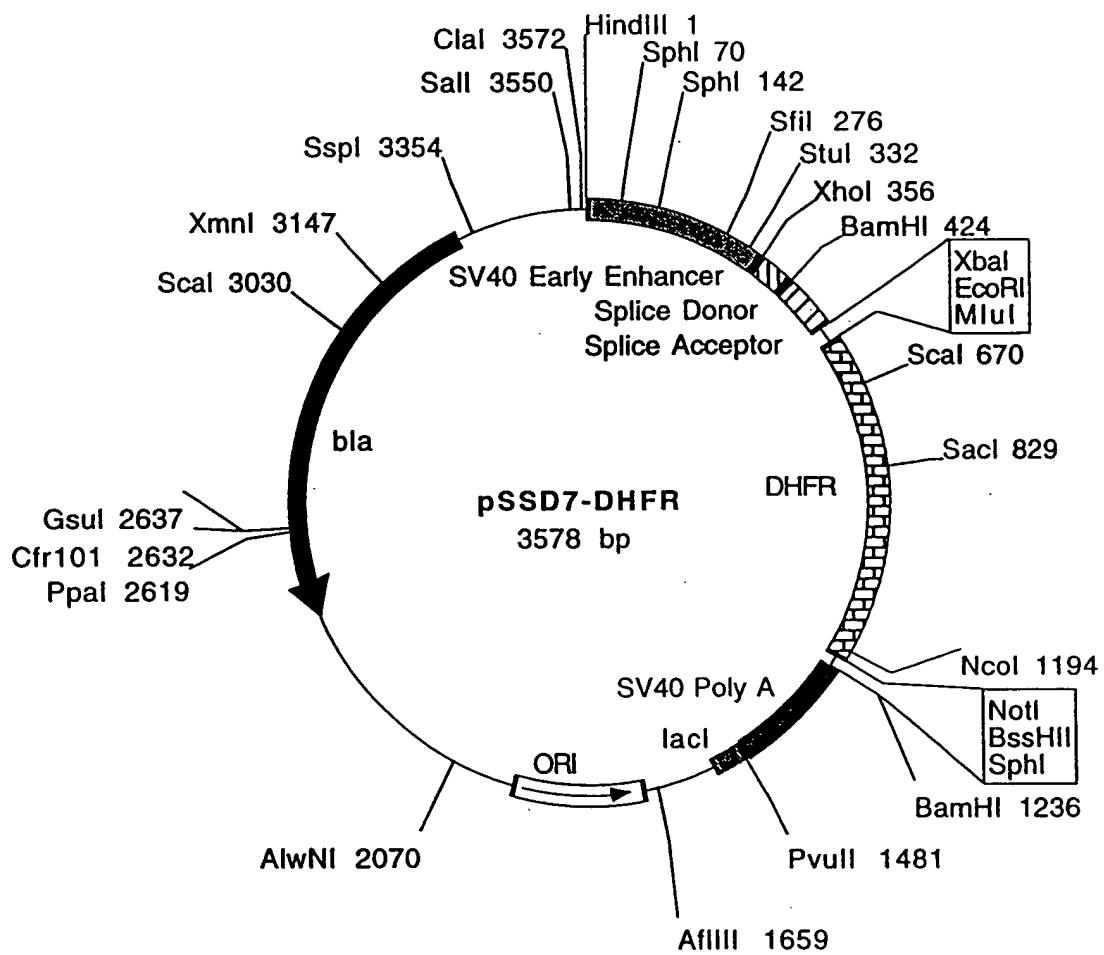 HindIII 1
ClaI 3572
SphI 70
SalI 3550
SphI 142
SfiI 276
SspI 3354
StuI 332
XhoI 356
BamHI 424
XmnI 3147
XbaI
EcoRI
MluI
ScaI 3030
SV40 Early Enhancer
Splice Donor
Splice Acceptor
ScaI 670
bla
SacI 829
DHFR
pSSD7-DHFR
3578 bp
GsuI 2637
Cfr101 2632
PpaI 2619
NcoI 1194
SV40 Poly A
NotI
BssHII
SphI
lacI
ORI
BamHI 1236
AlwNI 2070
PvuII 1481
AflIII 1659